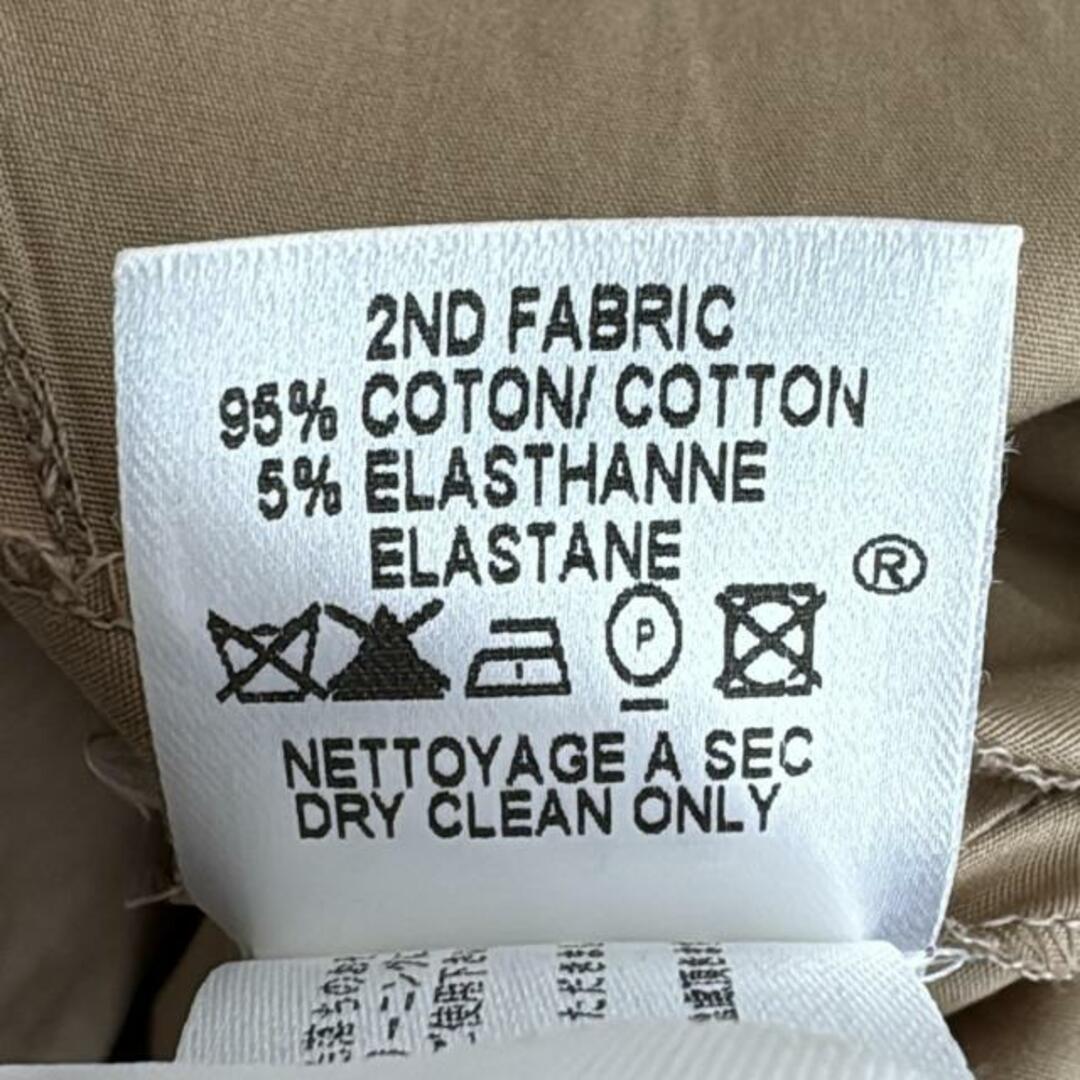 2ND FABRIC
95% COTON/ COTTON
5% ELASTHANNE
ELASTANE
®
P
NETTOYAGE A SEC
DRY CLEAN ONLY